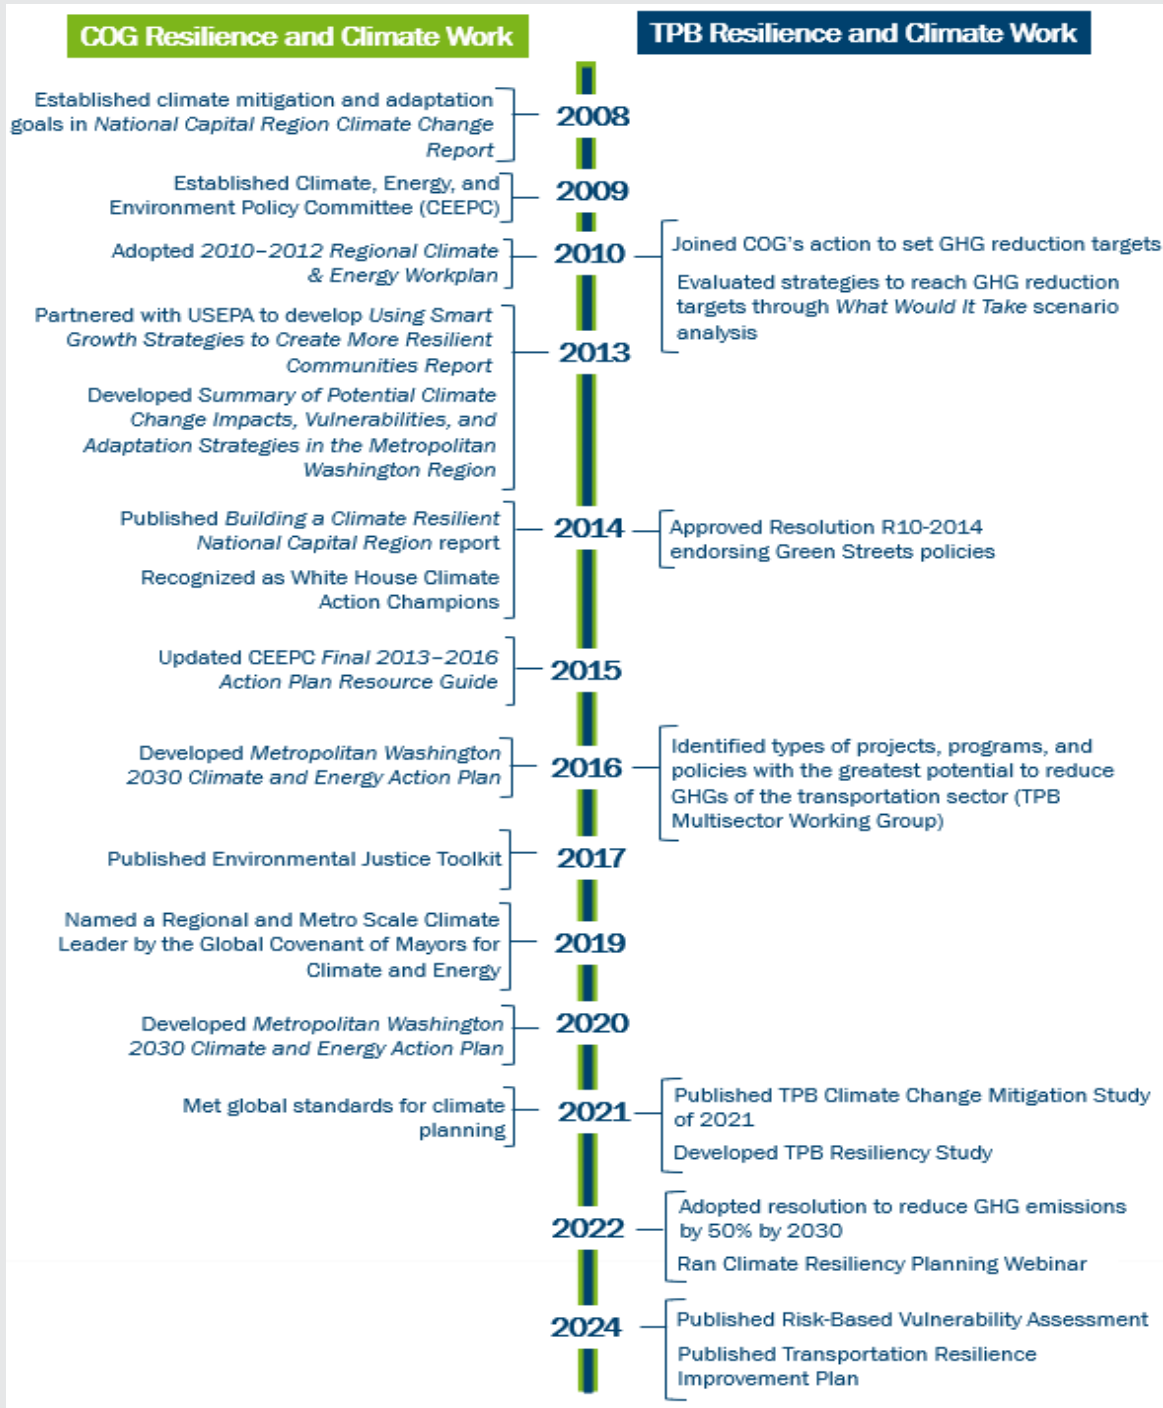 COG Resilience and Climate Work
TPB Resilience and Climate Work
Established climate mitigation and adaptation
goals in National Capital Region Climate Change
Report
2008
Established Climate, Energy, and
Environment Policy Committee (CEEPC)
2009
Adopted 2010–2012 Regional Climate
& Energy Workplan
2010
Joined COG's action to set GHG reduction targets
Evaluated strategies to reach GHG reduction
targets through What Would It Take scenario
analysis
Partnered with USEPA to develop Using Smart
Growth Strategies to Create More Resilient
Communities Report
Developed Summary of Potential Climate
Change Impacts, Vulnerabilities, and
Adaptation Strategies in the Metropolitan
Washington Region
2013
Published Building a Climate Resilient
National Capital Region report
Recognized as White House Climate
Action Champions
2014
Approved Resolution R10-2014
endorsing Green Streets policies
Updated CEEPC Final 2013–2016
Action Plan Resource Guide
2015
Developed Metropolitan Washington
2030 Climate and Energy Action Plan
2016
Identified types of projects, programs, and
policies with the greatest potential to reduce
GHGs of the transportation sector (TPB
Multisector Working Group)
Published Environmental Justice Toolkit
2017
Named a Regional and Metro Scale Climate
Leader by the Global Covenant of Mayors for
Climate and Energy
2019
Developed Metropolitan Washington
2030 Climate and Energy Action Plan
2020
Met global standards for climate
planning
2021
Published TPB Climate Change Mitigation Study
of 2021
Developed TPB Resiliency Study
2022
Adopted resolution to reduce GHG emissions
by 50% by 2030
Ran Climate Resiliency Planning Webinar
2024
Published Risk-Based Vulnerability Assessment
Published Transportation Resilience
Improvement Plan